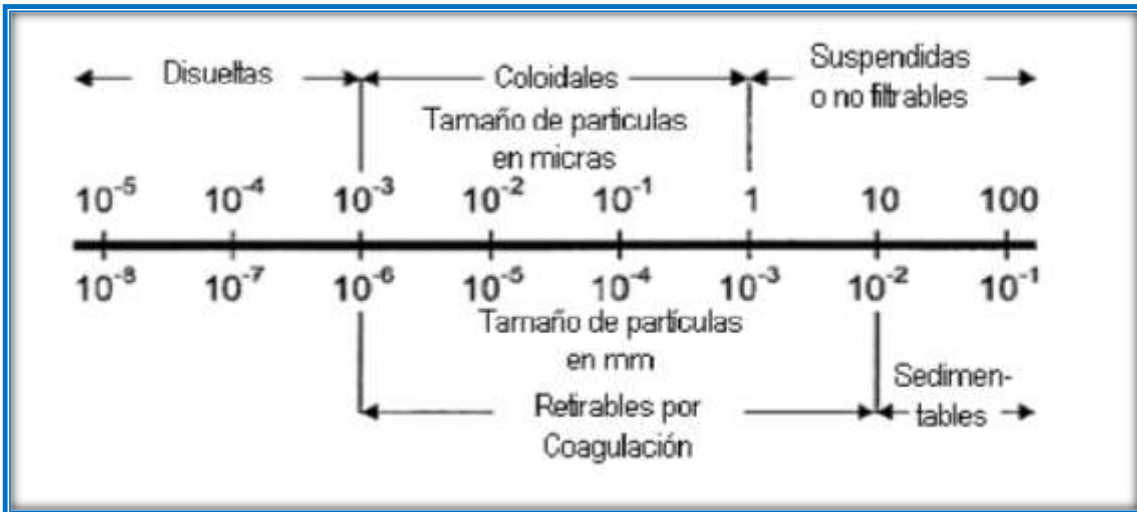 Disueltas
Coloidales
Suspendidas
o no filtrables
Tamaño de particulas
en micras
10⁻⁵ 10⁻⁴ 10⁻³ 10⁻² 10⁻¹ 1 10 100
10⁻⁸ 10⁻⁷ 10⁻⁶ 10⁻⁵ 10⁻⁴ 10⁻³ 10⁻² 10⁻¹
Tamaño de partículas
en mm
Retirables por
Coagulación
Sedimen-
tables